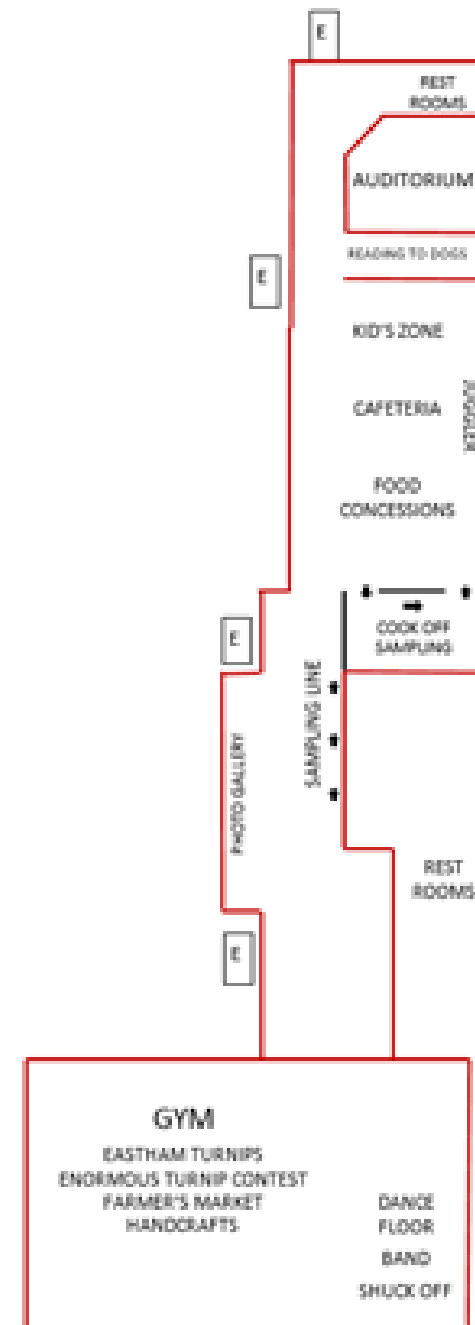 E
REST
ROOMS
AUDITORIUM
READING TO DOGS
E
KID'S ZONE
CAFETERIA
FOOD
CONCESSIONS
COOK OFF
SAMPLING
E
SAMPLING LINE
PHOTO GALLERY
REST
ROOMS
E
GYM
EASTHAM TURNIPS
ENORMOUS TURNIP CONTEST
FARMER'S MARKET
HANDCRAFTS
DANCE
FLOOR
BAND
SHUCK OFF